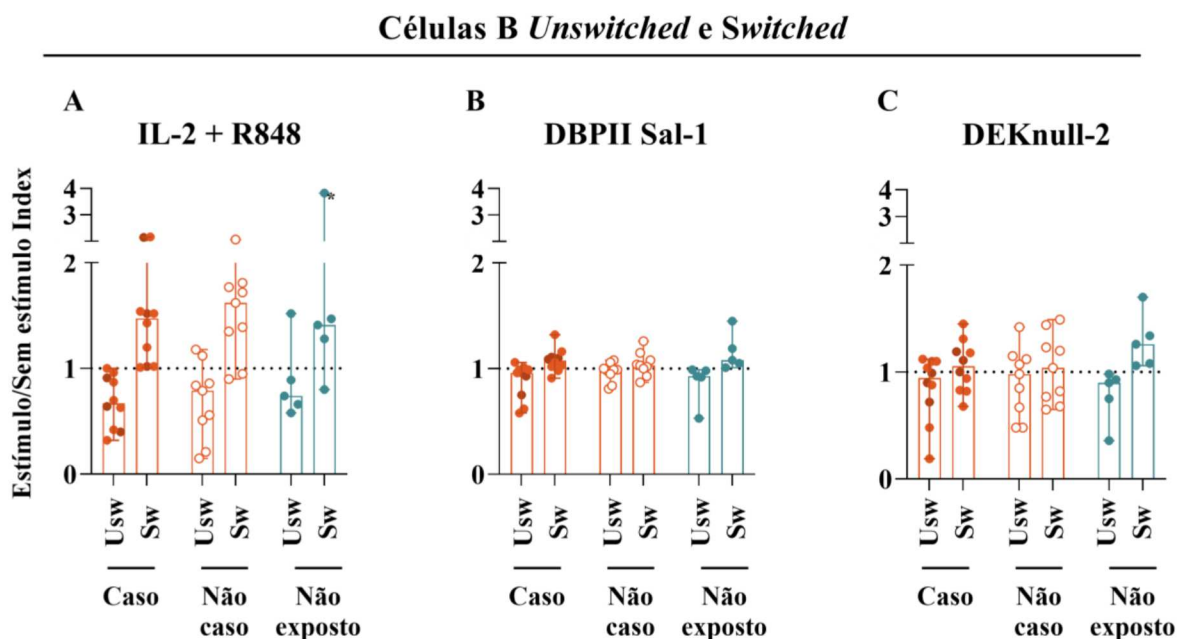 Células B Unswitched e Switched
A
IL-2 + R848
B
DBPII Sal-1
C
DEKnull-2
Estímulo/Sem estímulo Index
4
3
2
1
0
*
Usw
Sw
Usw
Sw
Usw
Sw
Caso
Não
caso
Não
exposto
4
3
2
1
0
Usw
Sw
Usw
Sw
Usw
Sw
Caso
Não
caso
Não
exposto
4
3
2
1
0
Usw
Sw
Usw
Sw
Usw
Sw
Caso
Não
caso
Não
exposto